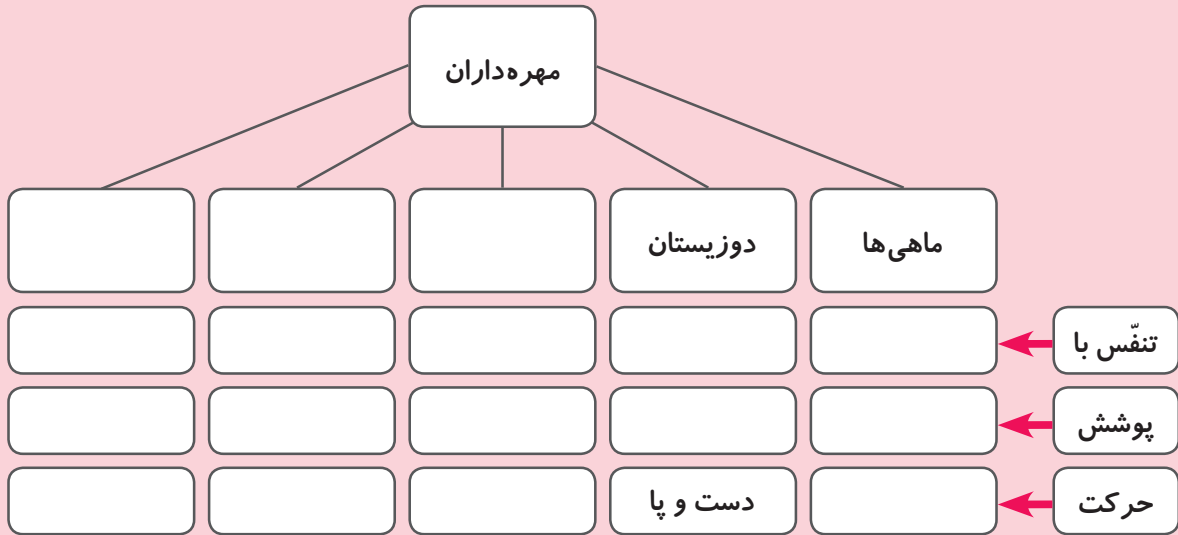 مهره‌داران
ماهی‌ها
دوزیستان
تنفّس با
پوشش
حرکت
دست و پا